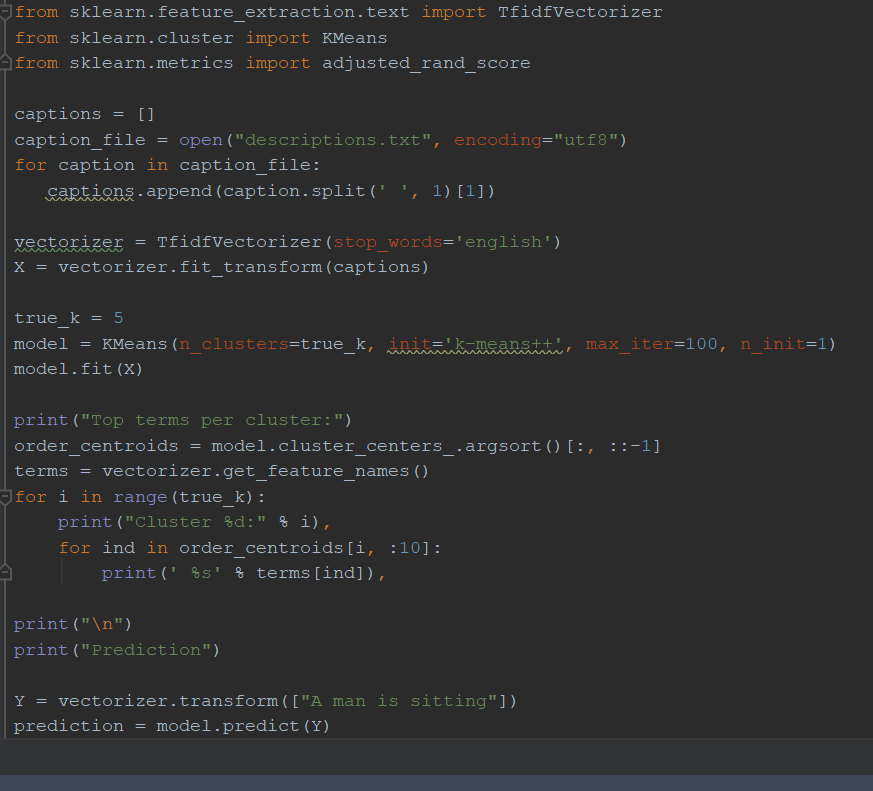 from sklearn.feature_extraction.text import TfidfVectorizer
from sklearn.cluster import KMeans
from sklearn.metrics import adjusted_rand_score

captions = []
caption_file = open("descriptions.txt", encoding="utf8")
for caption in caption_file:
   captions.append(caption.split(' ', 1)[1])

vectorizer = TfidfVectorizer(stop_words='english')
X = vectorizer.fit_transform(captions)

true_k = 5
model = KMeans(n_clusters=true_k, init='k-means++', max_iter=100, n_init=1)
model.fit(X)

print("Top terms per cluster:")
order_centroids = model.cluster_centers_.argsort()[:, ::-1]
terms = vectorizer.get_feature_names()
for i in range(true_k):
    print("Cluster %d:" % i),
    for ind in order_centroids[i, :10]:
        print(' %s' % terms[ind]),

print("\n")
print("Prediction")

Y = vectorizer.transform(["A man is sitting"])
prediction = model.predict(Y)